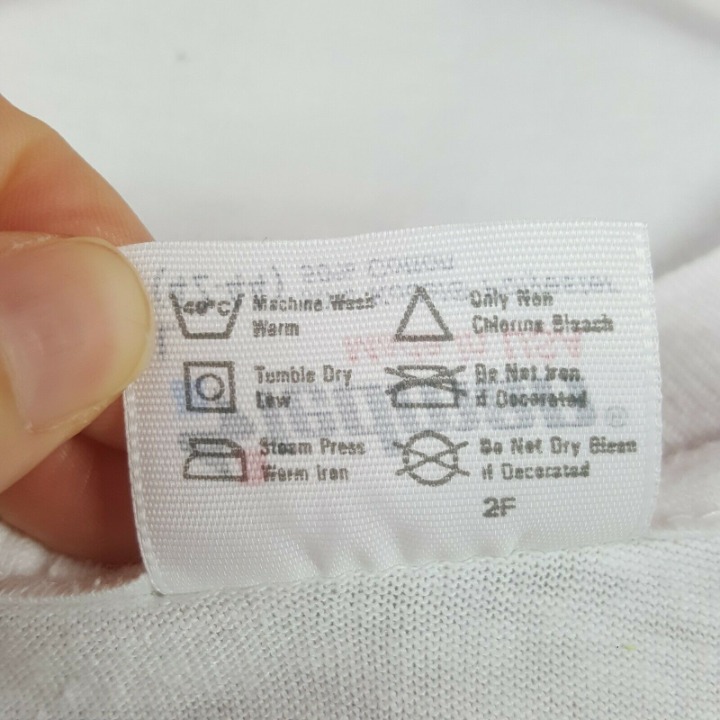 40°C Machine Wash
Warm
Only Non
Chlorine Bleach
Tumble Dry
Low
Do Not Iron
if Decorated
Steam Press
Warm Iron
Do Not Dry Clean
if Decorated
2F